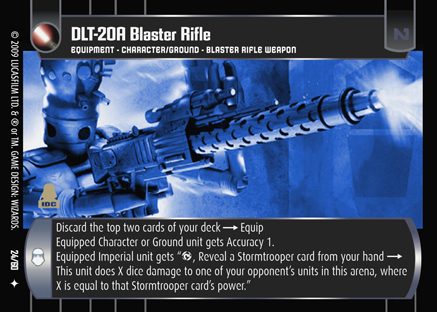 DLT-20A Blaster Rifle
EQUIPMENT - CHARACTER/GROUND - BLASTER RIFLE WEAPON
N
IDC
Discard the top two cards of your deck → Equip
Equipped Character or Ground unit gets Accuracy 1.
Equipped Imperial unit gets “, Reveal a Stormtrooper card from your hand →
This unit does X dice damage to one of your opponent's units in this arena, where
X is equal to that Stormtrooper card's power.”
© 2009 LUCASFILM LTD. & ® or TM. GAME DESIGN: WIZARDS.